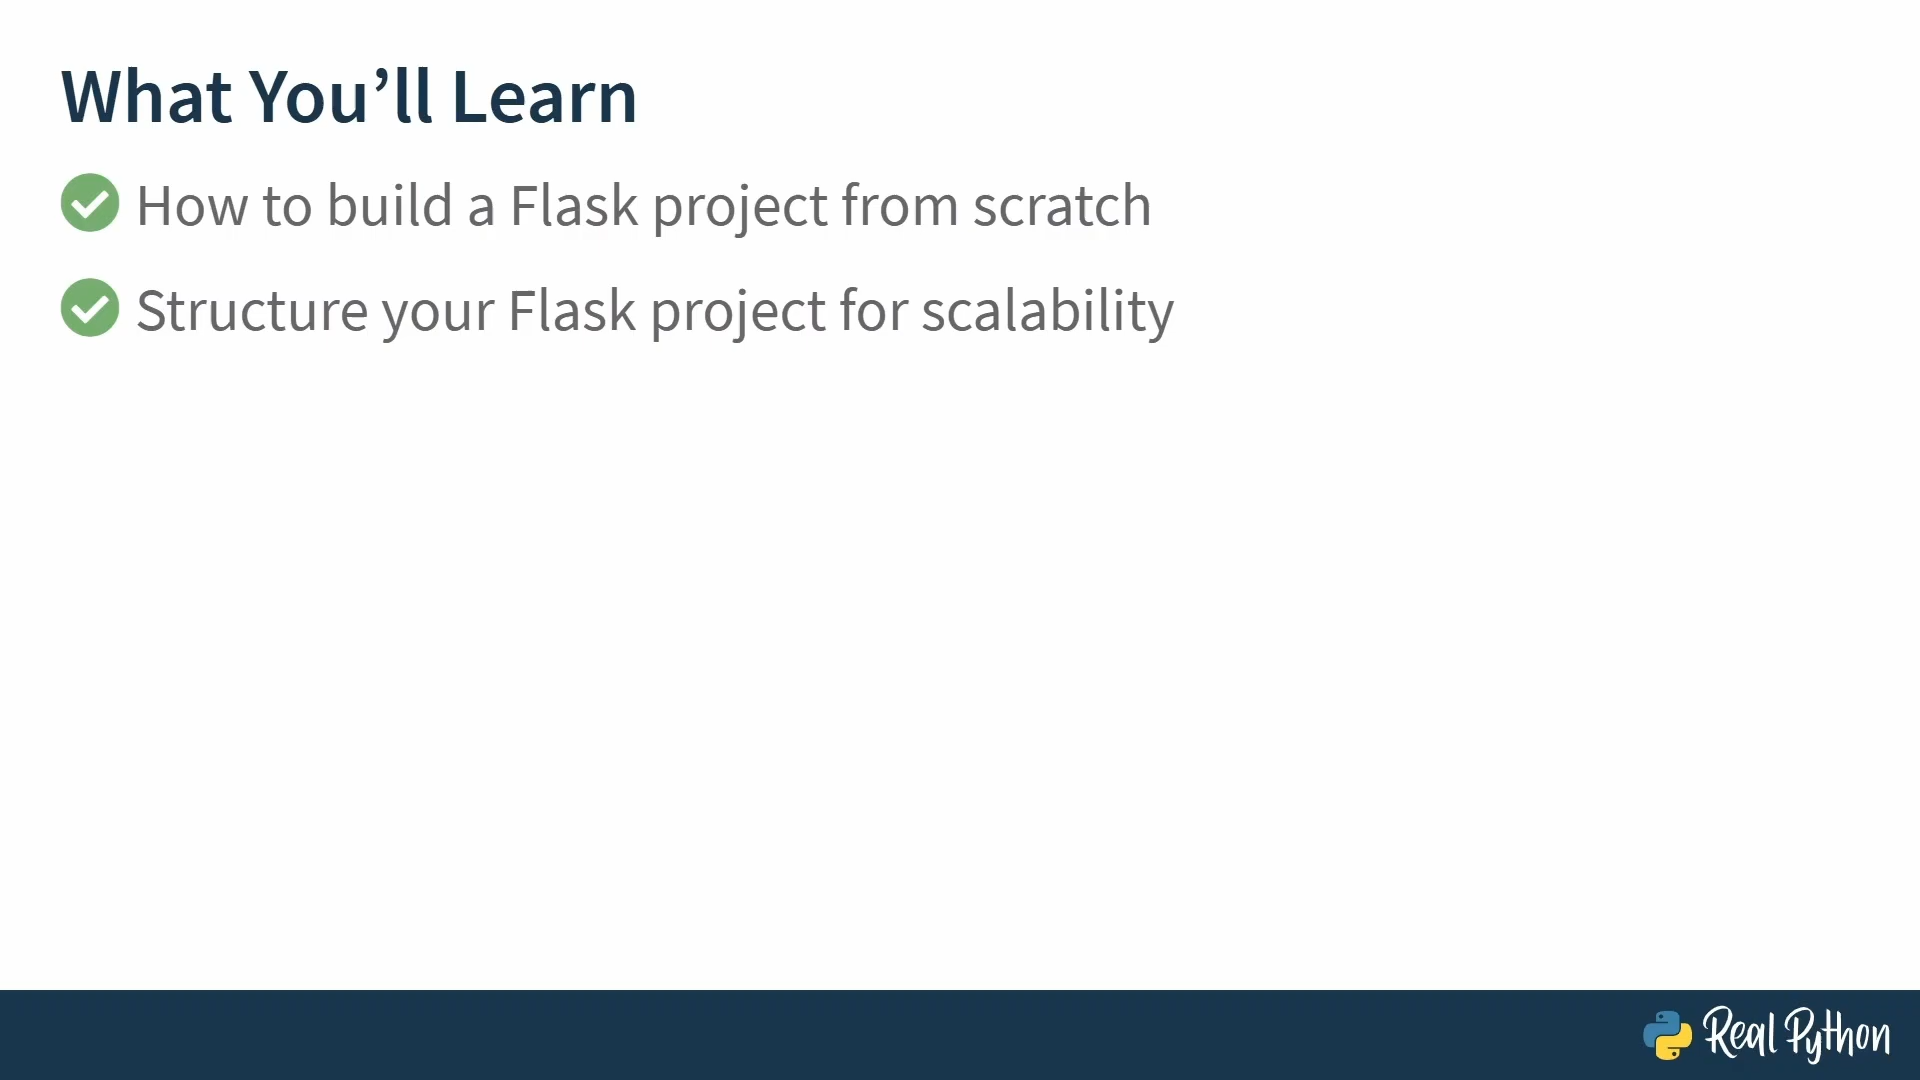 What You’ll Learn
How to build a Flask project from scratch
Structure your Flask project for scalability
Real Python